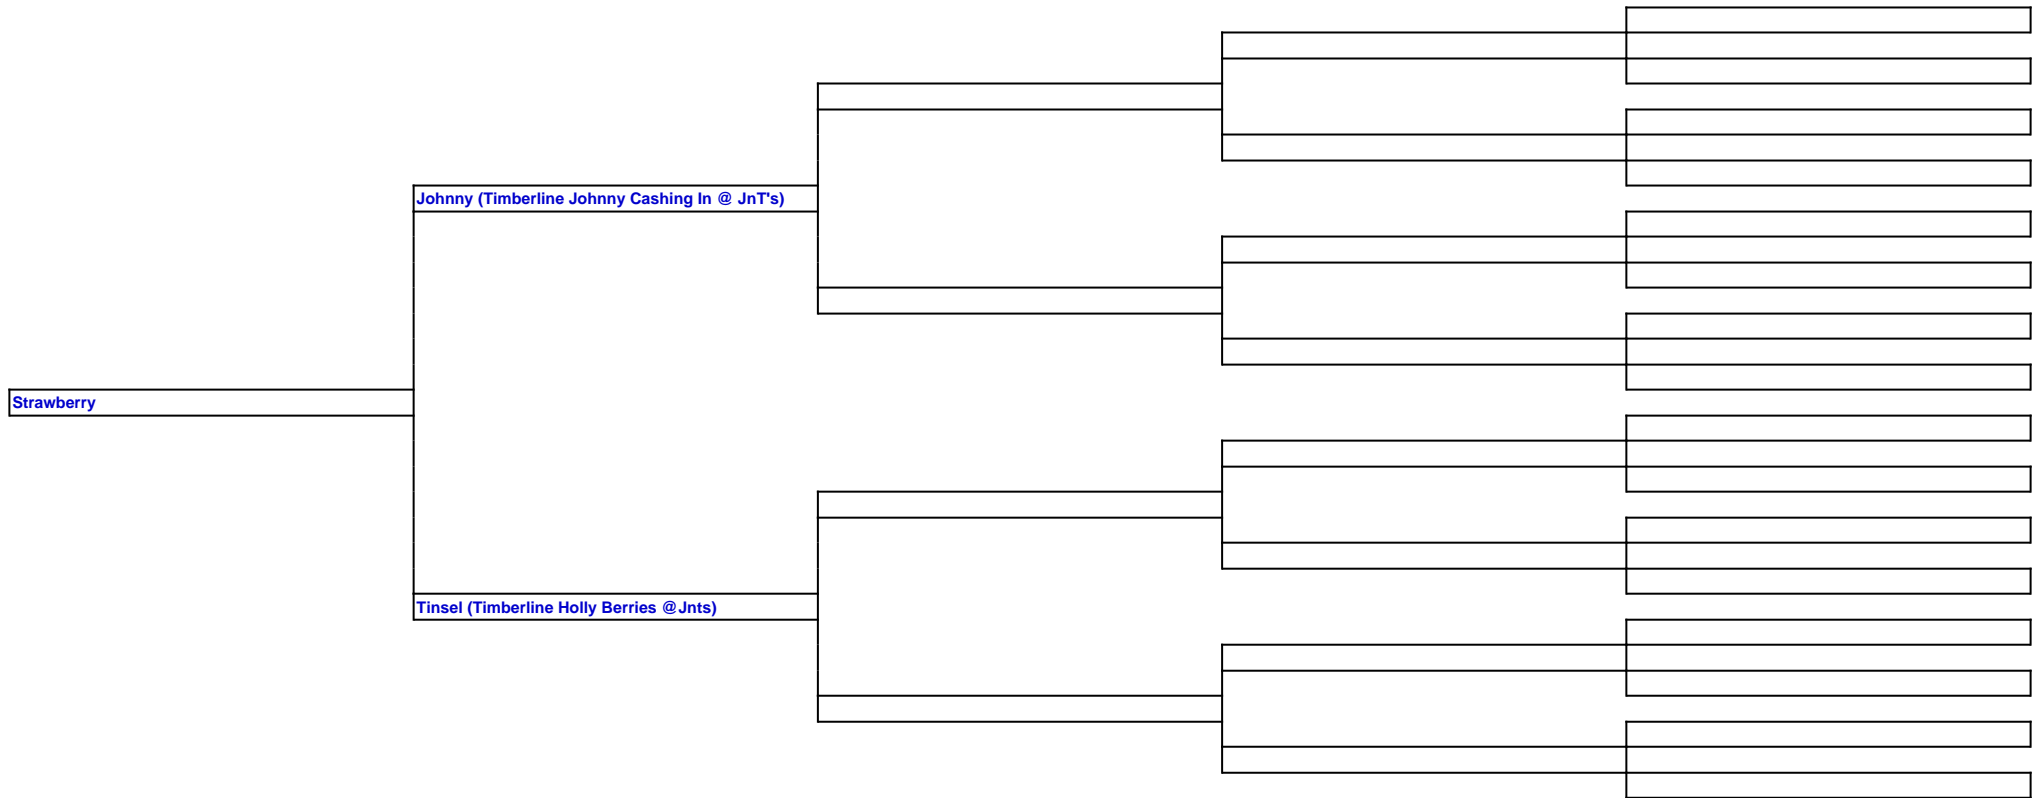 Johnny (Timberline Johnny Cashing In @ JnT's)
Strawberry
Tinsel (Timberline Holly Berries @Jnts)